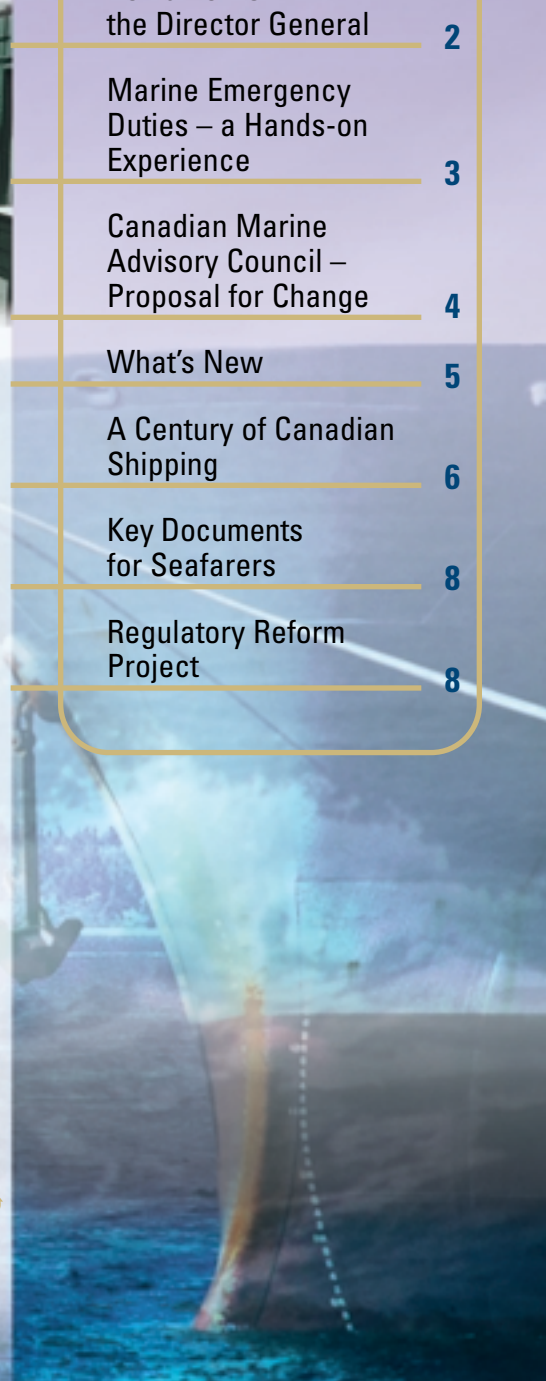 the Director General 2
Marine Emergency
Duties – a Hands-on
Experience 3
Canadian Marine
Advisory Council –
Proposal for Change 4
What's New 5
A Century of Canadian
Shipping 6
Key Documents
for Seafarers 8
Regulatory Reform
Project 8